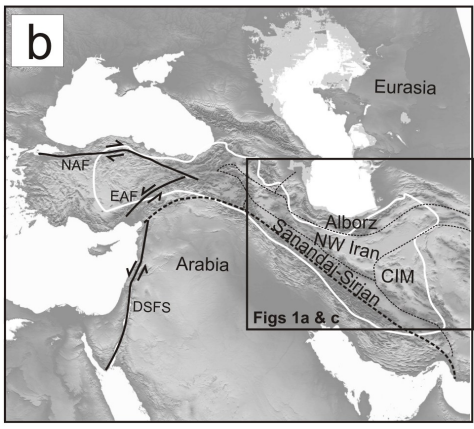 b
Eurasia
NAF
EAF
Alborz
NW Iran
Sanandaj-Sirjan
Arabia
CIM
DSFS
Figs 1a & c